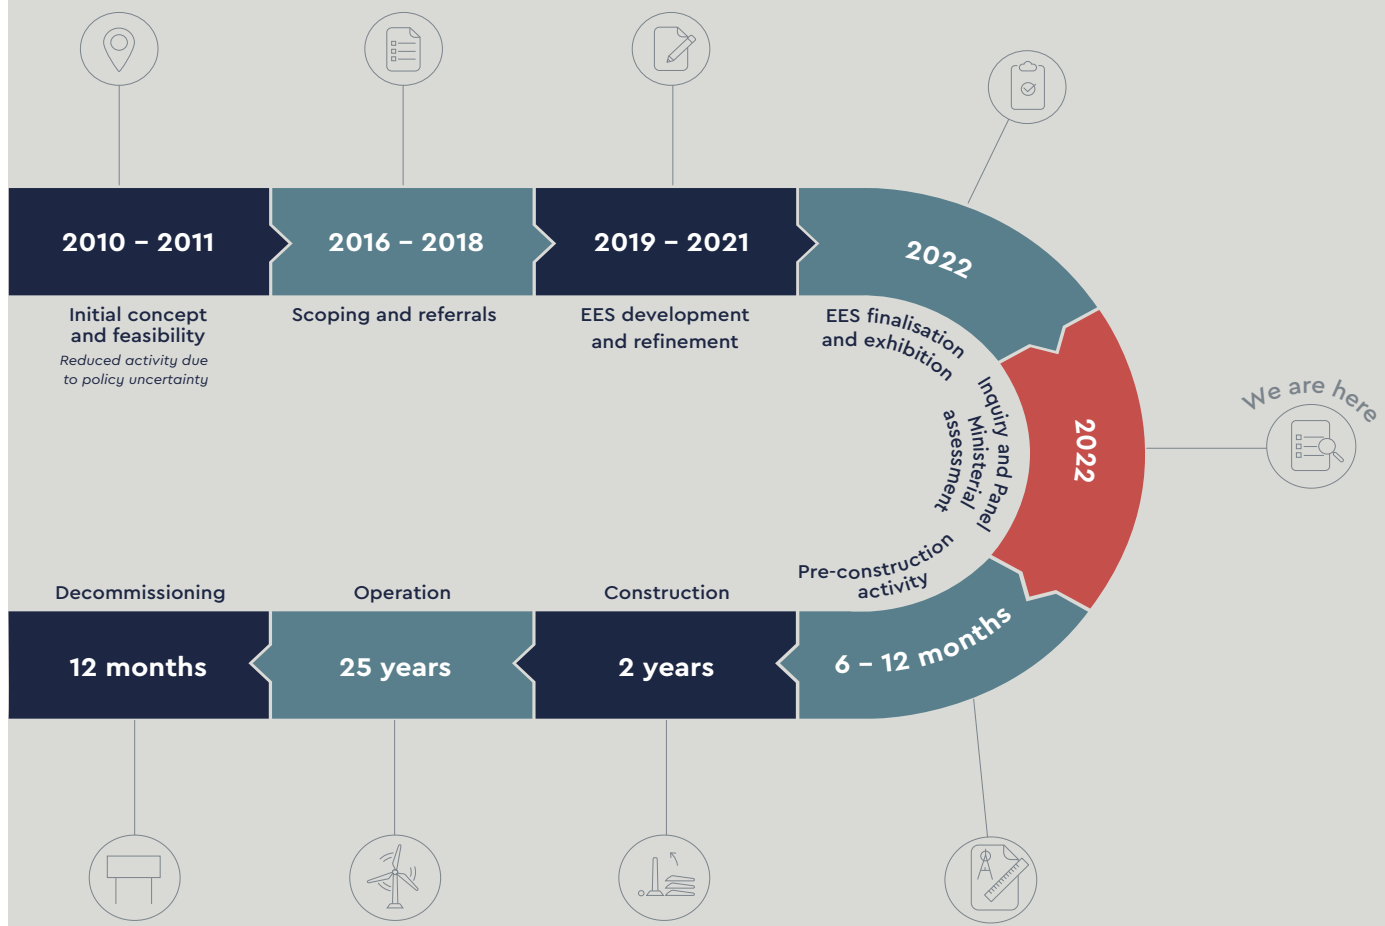 2010 – 2011
Initial concept
and feasibility
Reduced activity due
to policy uncertainty
2016 – 2018
Scoping and referrals
2019 – 2021
EES development
and refinement
2022
EES finalisation
and exhibition
2022
Inquiry and Panel
Ministerial
assessment
We are here
6 – 12 months
Pre-construction
activity
Construction
2 years
Operation
25 years
Decommissioning
12 months